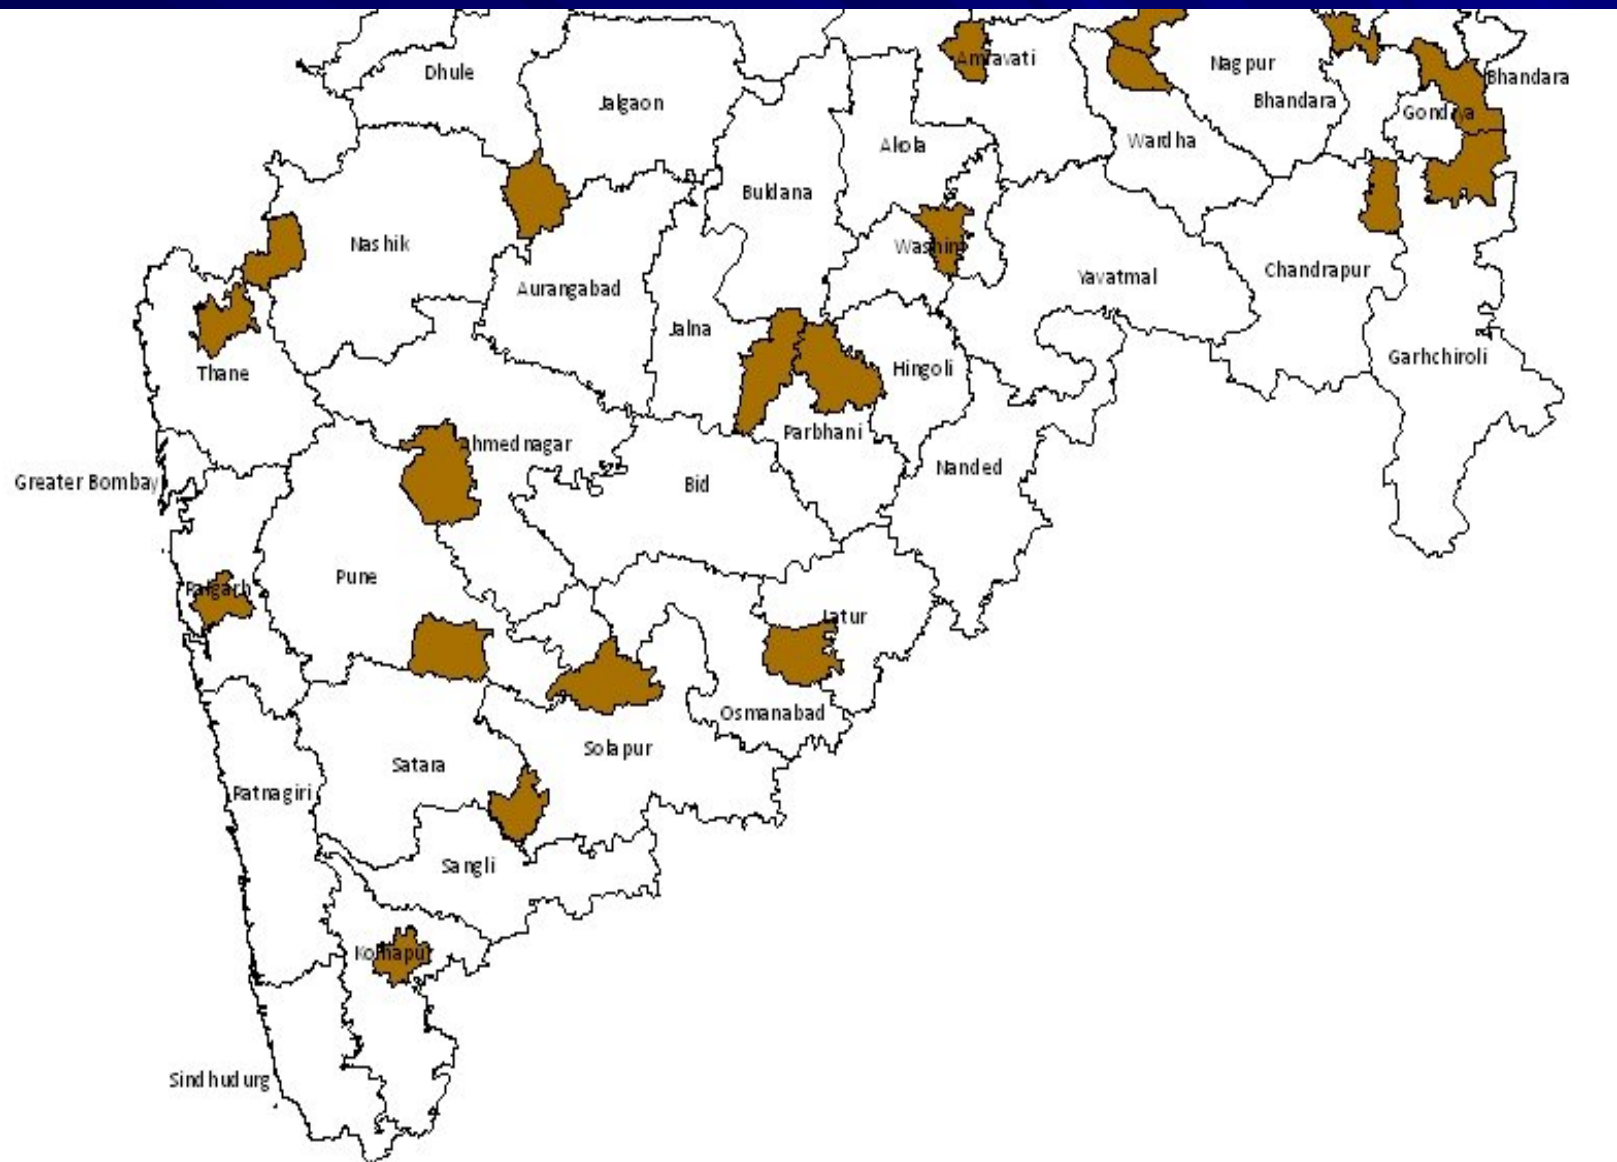 Dhule
Jalgaon
Amravati
Nagpur
Bhandara
Bhandara
Gondiya
Akola
Wardha
Buldana
Nashik
Washim
Aurangabad
Yavatmal
Chandrapur
Jalna
Hingoli
Garhchiroli
Thane
Parbhani
Ahmednagar
Greater Bombay
Bid
Nanded
Pune
Raigarh
Latur
Osmanabad
Solapur
Satara
Ratnagiri
Sangli
Kolhapur
Sindhudurg